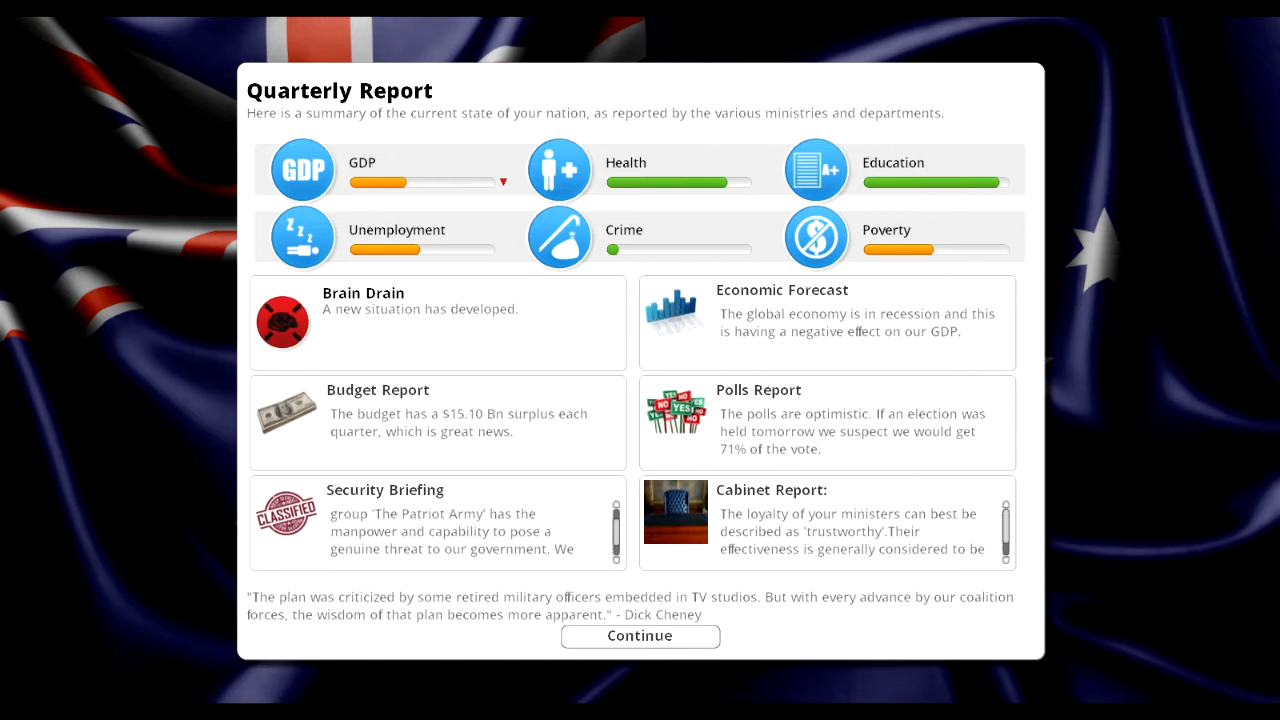 Quarterly Report
Here is a summary of the current state of your nation, as reported by the various ministries and departments.
GDP
GDP
Health
A+
Education
Z Z Z
Unemployment
Crime
$
Poverty
Brain Drain
A new situation has developed.
Economic Forecast
The global economy is in recession and this
is having a negative effect on our GDP.
Budget Report
The budget has a $15.10 Bn surplus each
quarter, which is great news.
Polls Report
The polls are optimistic. If an election was
held tomorrow we suspect we would get
71% of the vote.
NO YES NO YES NO
CLASSIFIED
Security Briefing
group 'The Patriot Army' has the
manpower and capability to pose a
genuine threat to our government. We
Cabinet Report:
The loyalty of your ministers can best be
described as 'trustworthy'.Their
effectiveness is generally considered to be
"The plan was criticized by some retired military officers embedded in TV studios. But with every advance by our coalition
forces, the wisdom of that plan becomes more apparent." - Dick Cheney
Continue